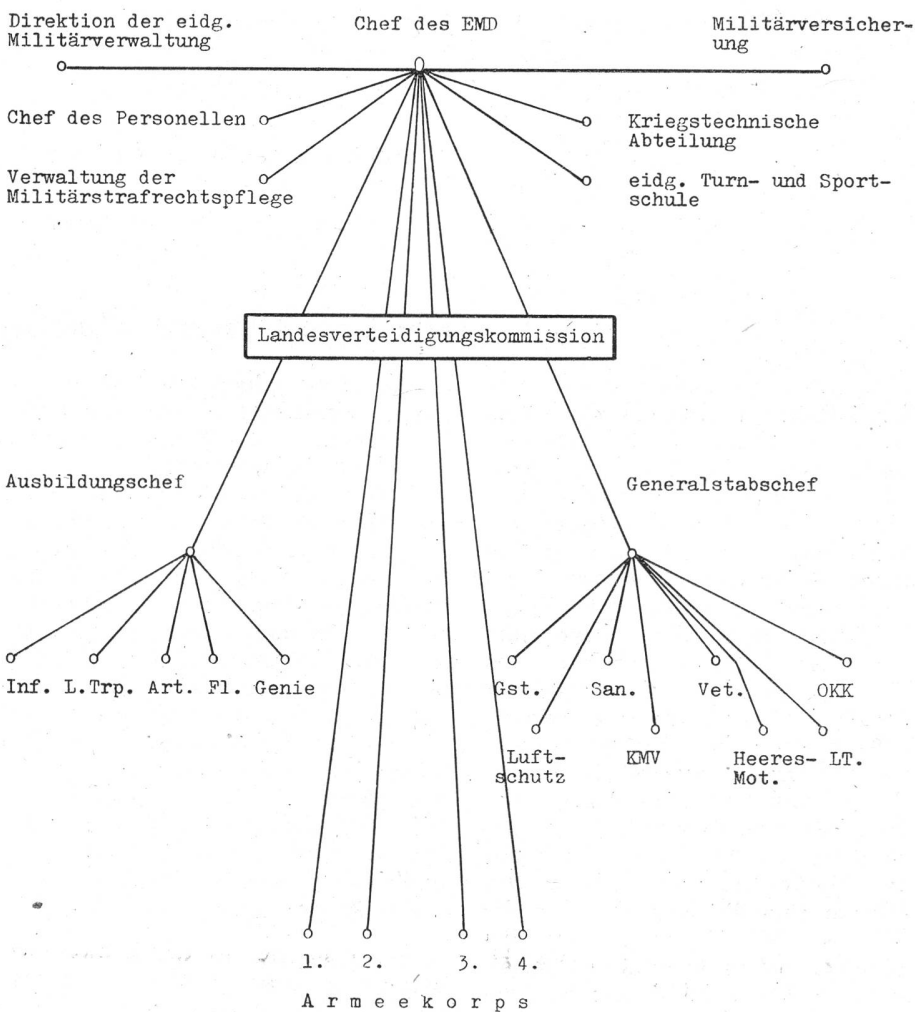 Direktion der eidg.
Militärverwaltung
Chef des EMD
Militärversicher-
ung
Chef des Personellen
Kriegstechnische
Abteilung
Verwaltung der
Militärstrafrechtspflege
eidg. Turn- und Sport-
schule
Landesverteidigungskommission
Ausbildungschef
Generalstabschef
Inf. L.Trp. Art. Fl. Genie
Gst. San. Vet. OKK
Luft-
schutz
KMV
Heeres-
Mot.
LT.
1. 2. 3. 4.
Armeekorps